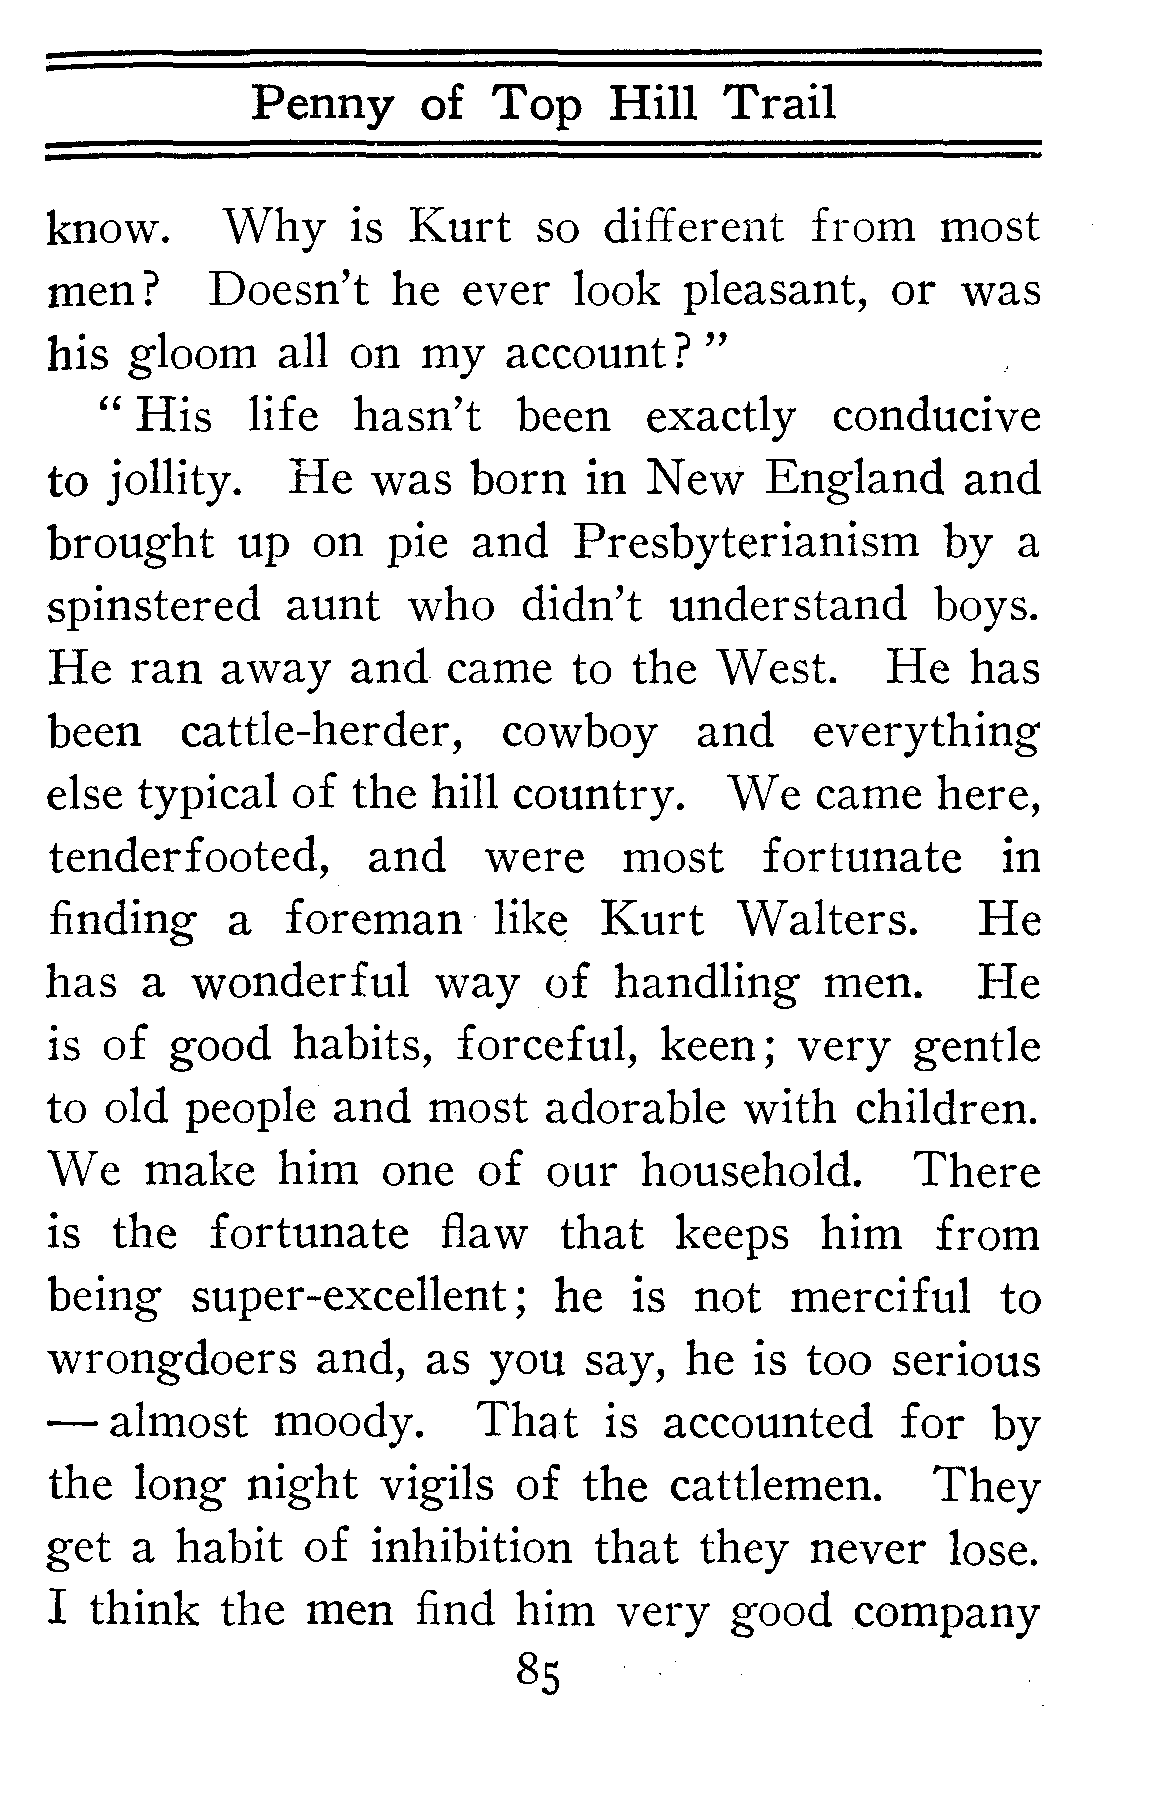 Penny of Top Hill Trail
know. Why is Kurt so different from most
men? Doesn't he ever look pleasant, or was
his gloom all on my account?"
"His life hasn't been exactly conducive
to jollity. He was born in New England and
brought up on pie and Presbyterianism by a
spinstered aunt who didn't understand boys.
He ran away and came to the West. He has
been cattle-herder, cowboy and everything
else typical of the hill country. We came here,
tenderfooted, and were most fortunate in
finding a foreman like Kurt Walters. He
has a wonderful way of handling men. He
is of good habits, forceful, keen; very gentle
to old people and most adorable with children.
We make him one of our household. There
is the fortunate flaw that keeps him from
being super-excellent; he is not merciful to
wrongdoers and, as you say, he is too serious
— almost moody. That is accounted for by
the long night vigils of the cattlemen. They
get a habit of inhibition that they never lose.
I think the men find him very good company
85